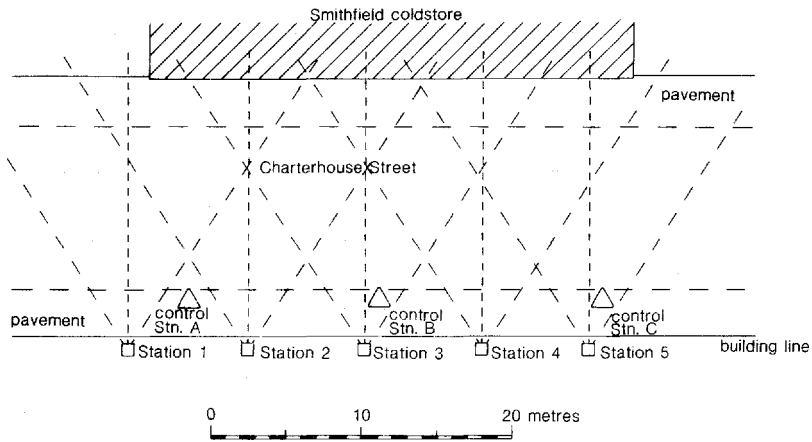 Smithfield coldstore
pavement
Charterhouse Street
pavement
control
Stn. A
control
Stn. B
control
Stn. C
Station 1
Station 2
Station 3
Station 4
Station 5
building line
0 10 20 metres